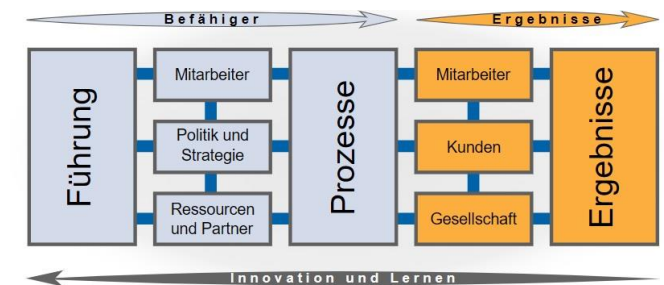 Befähiger
Ergebnisse
Führung
Mitarbeiter
Politik und
Strategie
Ressourcen
und Partner
Prozesse
Mitarbeiter
Kunden
Gesellschaft
Ergebnisse
Innovation und Lernen